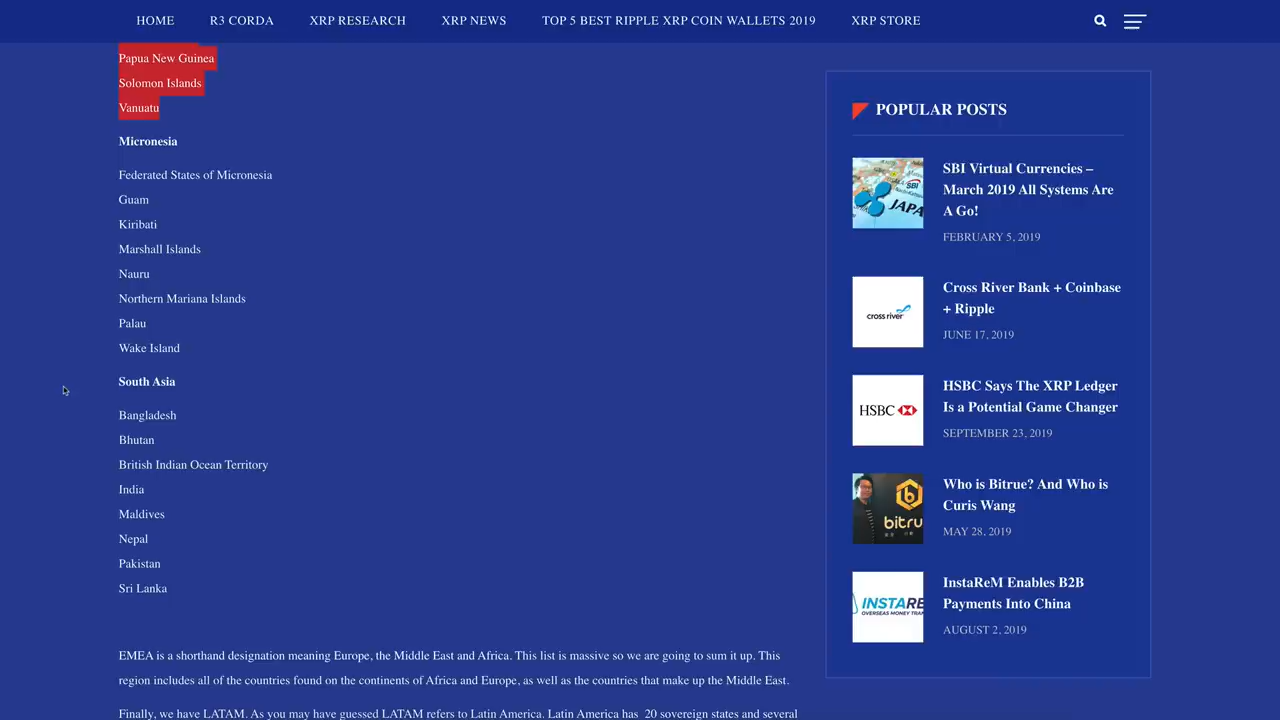 HOME R3 CORDA XRP RESEARCH XRP NEWS TOP 5 BEST RIPPLE XRP COIN WALLETS 2019 XRP STORE
Papua New Guinea
Solomon Islands
Vanuatu
Micronesia
Federated States of Micronesia
Guam
Kiribati
Marshall Islands
Nauru
Northern Mariana Islands
Palau
Wake Island
South Asia
Bangladesh
Bhutan
British Indian Ocean Territory
India
Maldives
Nepal
Pakistan
Sri Lanka
EMEA is a shorthand designation meaning Europe, the Middle East and Africa. This list is massive so we are going to sum it up. This
region includes all of the countries found on the continents of Africa and Europe, as well as the countries that make up the Middle East.
Finally, we have LATAM. As you may have guessed LATAM refers to Latin America. Latin America has 20 sovereign states and several
POPULAR POSTS
SBI
JAPA
SBI Virtual Currencies –
March 2019 All Systems Are
A Go!
FEBRUARY 5, 2019
cross river
Cross River Bank + Coinbase
+ Ripple
JUNE 17, 2019
HSBC
HSBC Says The XRP Ledger
Is a Potential Game Changer
SEPTEMBER 23, 2019
bitru
Who is Bitrue? And Who is
Curis Wang
MAY 28, 2019
INSTARE
OVERSEAS MONEY TRAN
InstaReM Enables B2B
Payments Into China
AUGUST 2, 2019